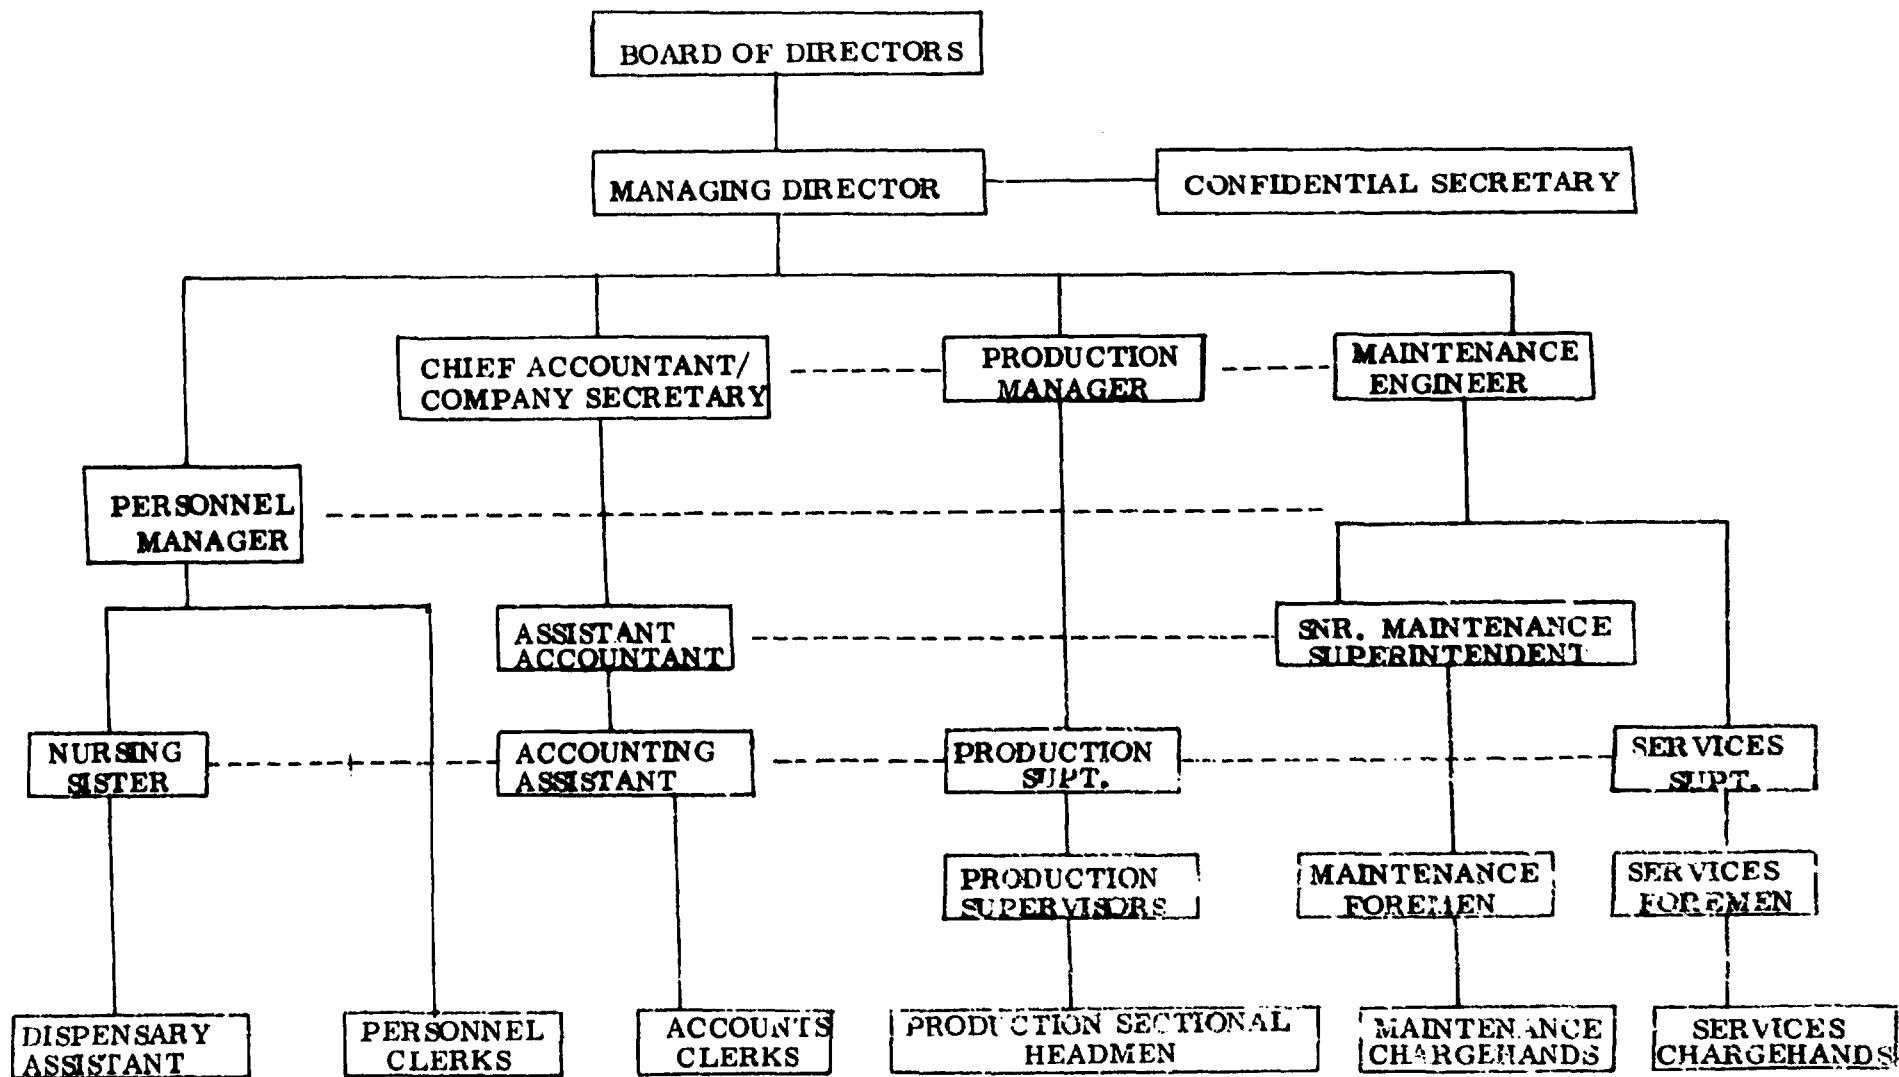 BOARD OF DIRECTORS
MANAGING DIRECTOR
CONFIDENTIAL SECRETARY
CHIEF ACCOUNTANT/
COMPANY SECRETARY
PRODUCTION
MANAGER
MAINTENANCE
ENGINEER
PERSONNEL
MANAGER
ASSISTANT
ACCOUNTANT
SNR. MAINTENANCE
SUPERINTENDENT
NURSING
SISTER
ACCOUNTING
ASSISTANT
PRODUCTION
SUPT.
SERVICES
SUPT.
PRODUCTION
SUPERVISORS
MAINTENANCE
FOREMEN
SERVICES
FOREMEN
DISPENSARY
ASSISTANT
PERSONNEL
CLERKS
ACCOUNTS
CLERKS
PRODUCTION SECTIONAL
HEADMEN
MAINTENANCE
CHARGEHANDS
SERVICES
CHARGEHANDS